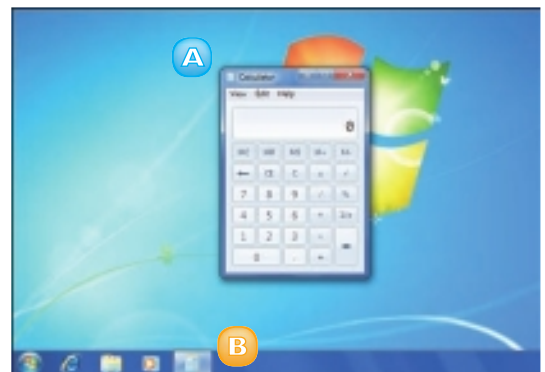 A
Calculator
View Edit Help
0
MC MR MS M+ M-
← CE C ± √
7 8 9 / %
4 5 6 * 1/x
1 2 3 - =
0 . +
B